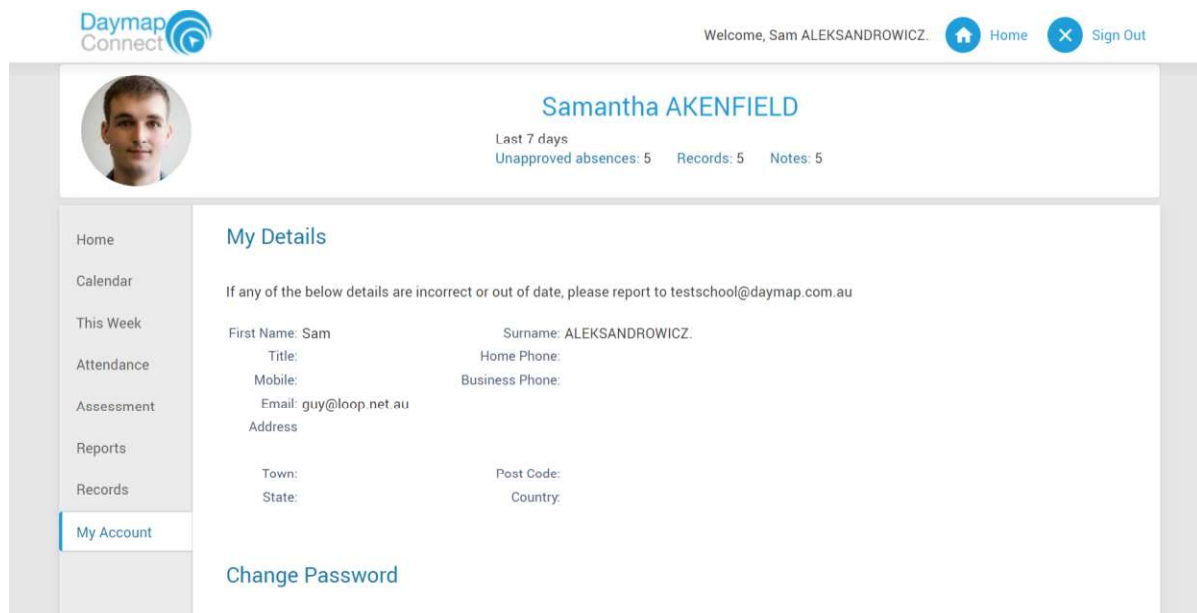 Daymap
Connect
Welcome, Sam ALEKSANDROWICZ. Home Sign Out
Samantha AKENFIELD
Last 7 days
Unapproved absences: 5 Records: 5 Notes: 5
Home
Calendar
This Week
Attendance
Assessment
Reports
Records
My Account
My Details
If any of the below details are incorrect or out of date, please report to testschool@daymap.com.au
First Name: Sam Surname: ALEKSANDROWICZ.
Title: Home Phone:
Mobile: Business Phone:
Email: guy@loop.net.au
Address
Town: Post Code:
State: Country:
Change Password